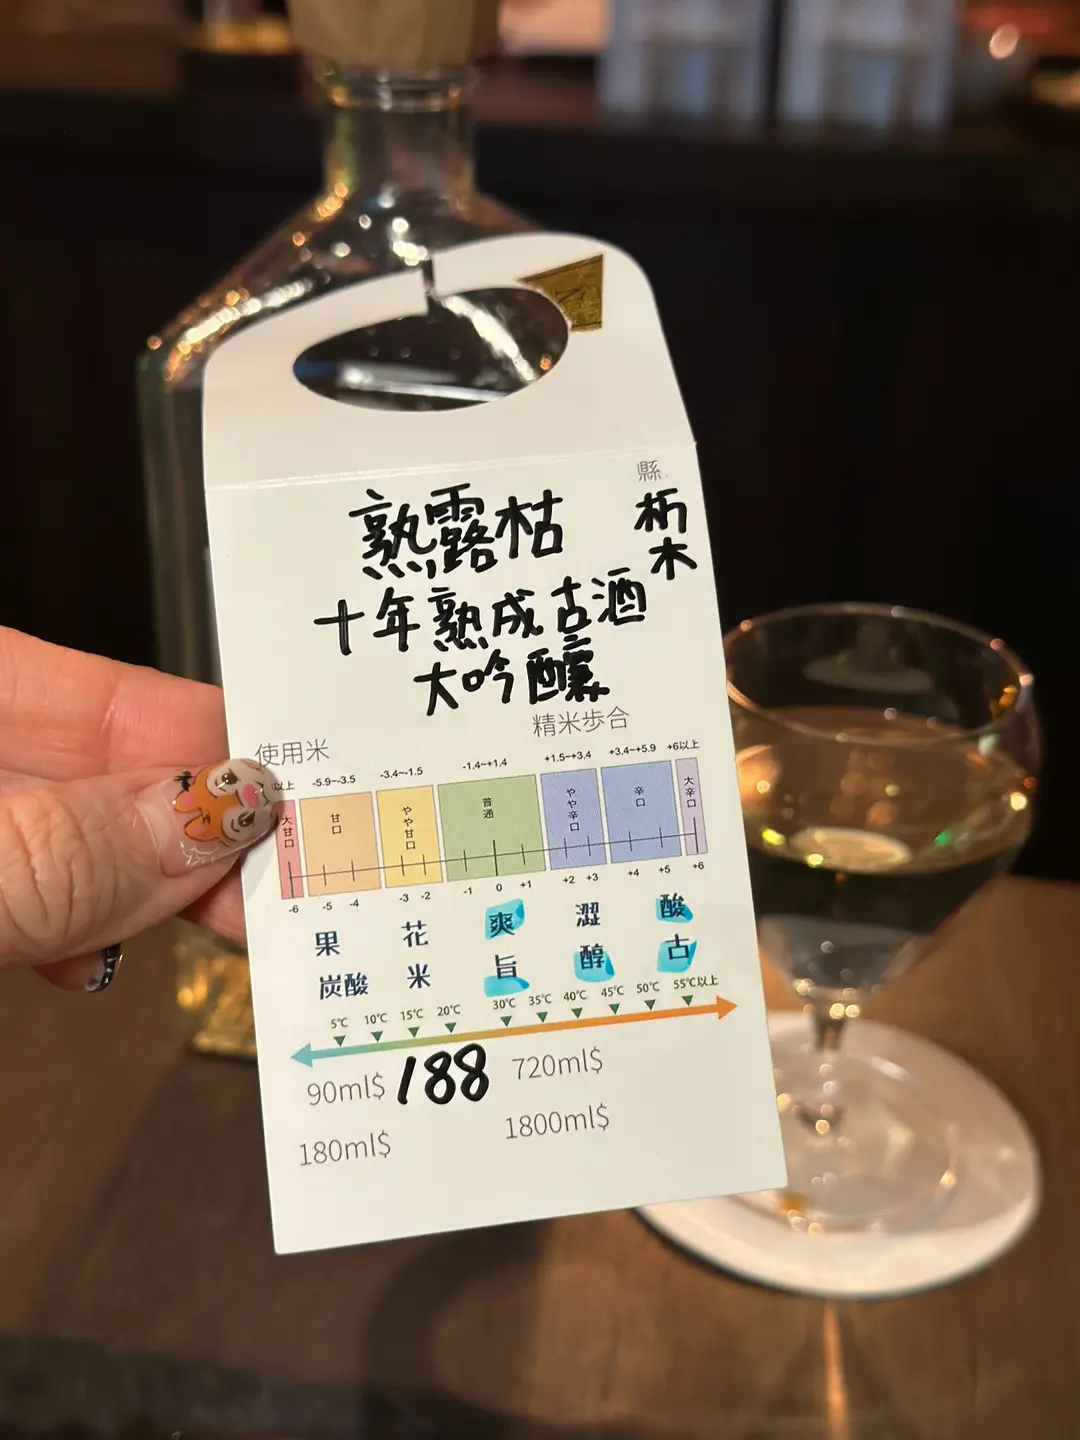 縣
栃木
熟露枯
十年熟成古酒
大吟釀
精米歩合
使用米
以上 -5.9~-3.5 -3.4~-1.5 -1.4~+1.4 +1.5~+3.4 +3.4~+5.9 +6以上
大甘口 甘口 やや甘口 普通 やや辛口 辛口 大辛口
-6 -5 -4 -3 -2 -1 0 +1 +2 +3 +4 +5 +6
果 花 爽 澀 酸
炭酸 米 旨 醇 古
5℃ 10℃ 15℃ 20℃ 30℃ 35℃ 40℃ 45℃ 50℃ 55℃以上
90ml$ 188 720ml$
180ml$ 1800ml$